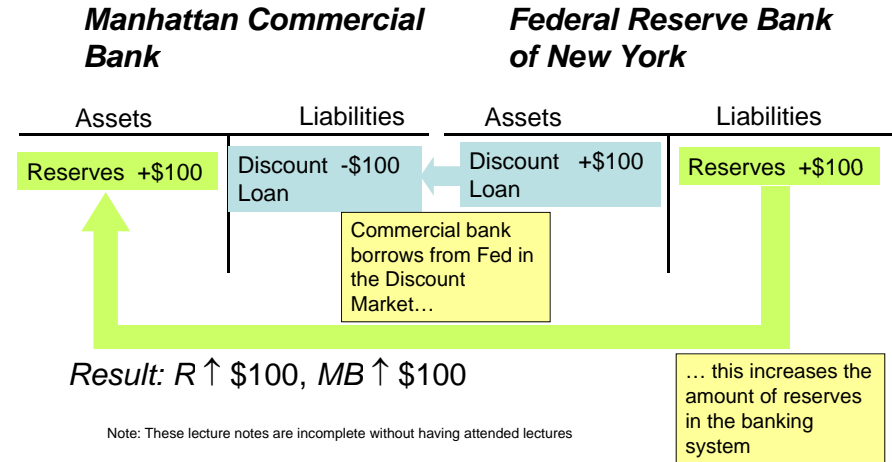 Manhattan Commercial
Bank
Federal Reserve Bank
of New York
Assets
Liabilities
Assets
Liabilities
Reserves +$100
Discount -$100
Loan
Discount +$100
Loan
Reserves +$100
Commercial bank
borrows from Fed in
the Discount
Market…
Result: R ↑ $100, MB ↑ $100
… this increases the
amount of reserves
in the banking
system
Note: These lecture notes are incomplete without having attended lectures